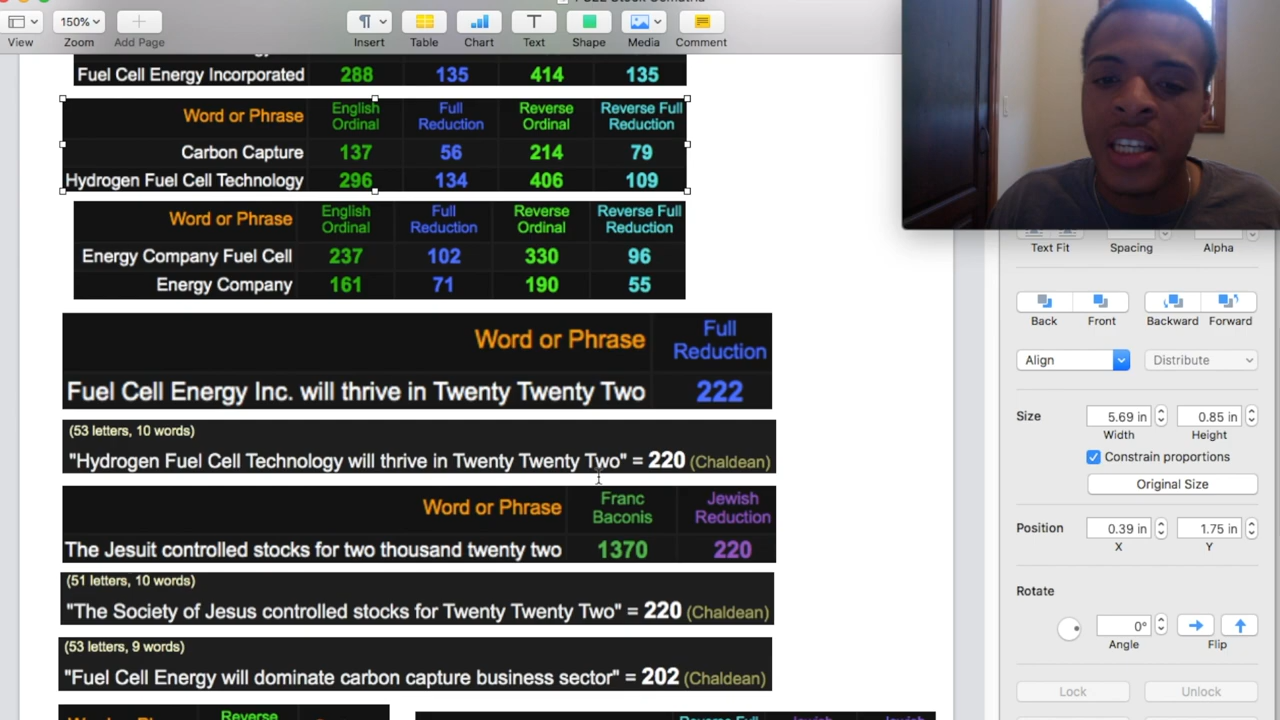 150%
View
Zoom
Add Page
Insert
Table
Chart
Text
Shape
Media
Comment
Fuel Cell Energy Incorporated 288 135 414 135
Word or Phrase English Ordinal Full Reduction Reverse Ordinal Reverse Full Reduction
Carbon Capture 137 56 214 79
Hydrogen Fuel Cell Technology 296 134 406 109
Word or Phrase English Ordinal Full Reduction Reverse Ordinal Reverse Full Reduction
Energy Company Fuel Cell 237 102 330 96
Energy Company 161 71 190 55
Word or Phrase Full Reduction
Fuel Cell Energy Inc. will thrive in Twenty Twenty Two 222
(53 letters, 10 words)
"Hydrogen Fuel Cell Technology will thrive in Twenty Twenty Two" = 220 (Chaldean)
Word or Phrase Franc Baconis Jewish Reduction
The Jesuit controlled stocks for two thousand twenty two 1370 220
(51 letters, 10 words)
"The Society of Jesus controlled stocks for Twenty Twenty Two" = 220 (Chaldean)
(53 letters, 9 words)
"Fuel Cell Energy will dominate carbon capture business sector" = 202 (Chaldean)
Reverse
Text Fit
Spacing
Alpha
Back
Front
Backward
Forward
Align
Distribute
Size
5.69 in
0.85 in
Width
Height
Constrain proportions
Original Size
Position
0.39 in
1.75 in
X
Y
Rotate
0°
Angle
Flip
Lock
Unlock